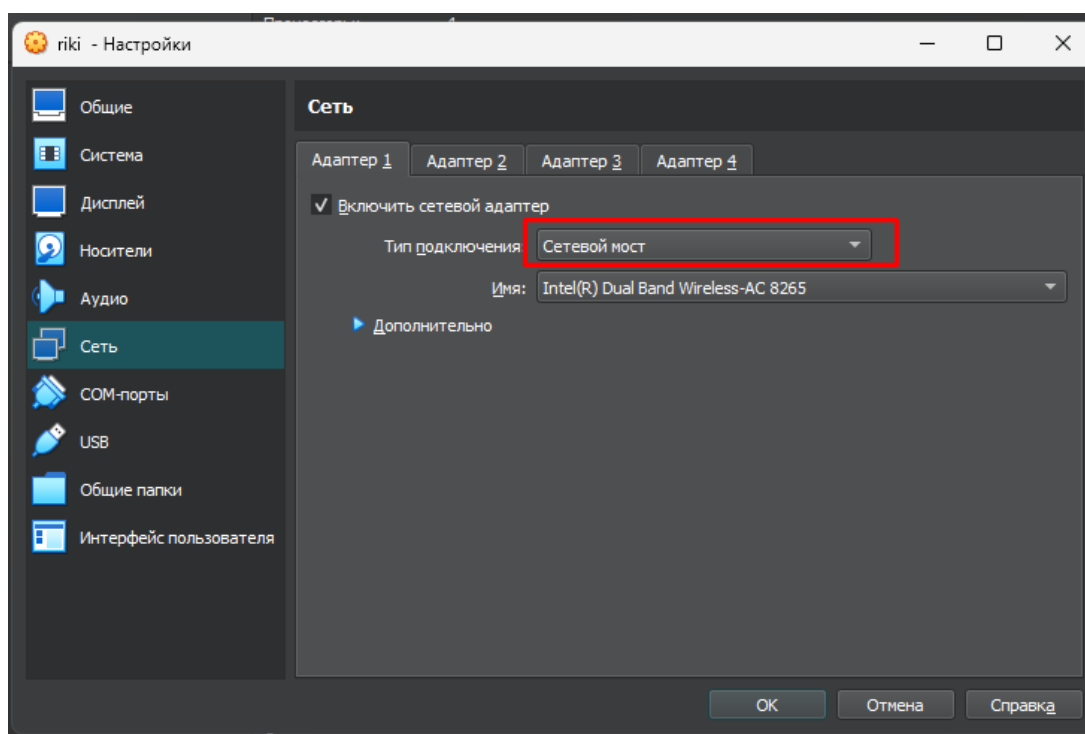 riki - Настройки
Общие
Система
Дисплей
Носители
Аудио
Сеть
COM-порты
USB
Общие папки
Интерфейс пользователя
Сеть
Адаптер 1 Адаптер 2 Адаптер 3 Адаптер 4
Включить сетевой адаптер
Тип подключения: Сетевой мост
Имя: Intel(R) Dual Band Wireless-AC 8265
Дополнительно
OK Отмена Справка